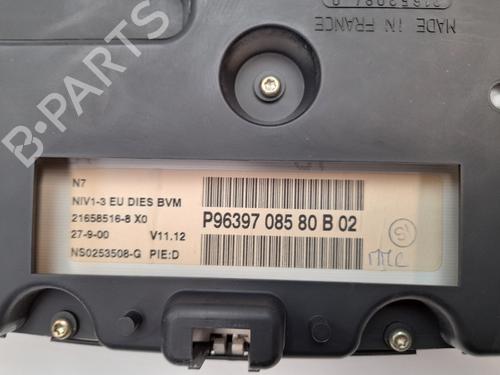 MADE IN FRANCE
B-PARTS
N7
NIV1-3 EU DIES BVM
21658516-8 X0
27-9-00 V11.12
NS0253508-G PIE:D
P96397 085 80 B 02